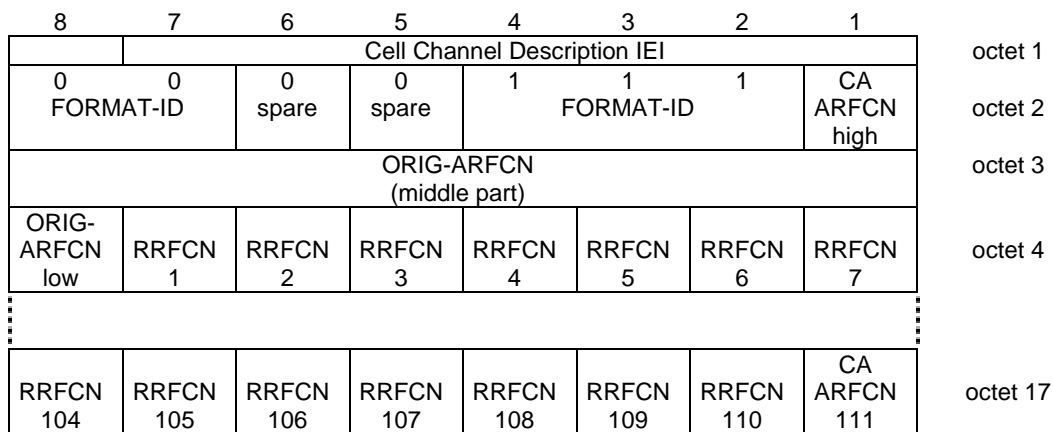 8 7 6 5 4 3 2 1
Cell Channel Description IEI octet 1
0 0 0 0 1 1 1 CA
FORMAT-ID spare spare FORMAT-ID ARFCN octet 2
high
ORIG-ARFCN octet 3
(middle part)
ORIG-
ARFCN RRFCN RRFCN RRFCN RRFCN RRFCN RRFCN RRFCN octet 4
low 1 2 3 4 5 6 7
CA
RRFCN RRFCN RRFCN RRFCN RRFCN RRFCN RRFCN ARFCN octet 17
104 105 106 107 108 109 110 111